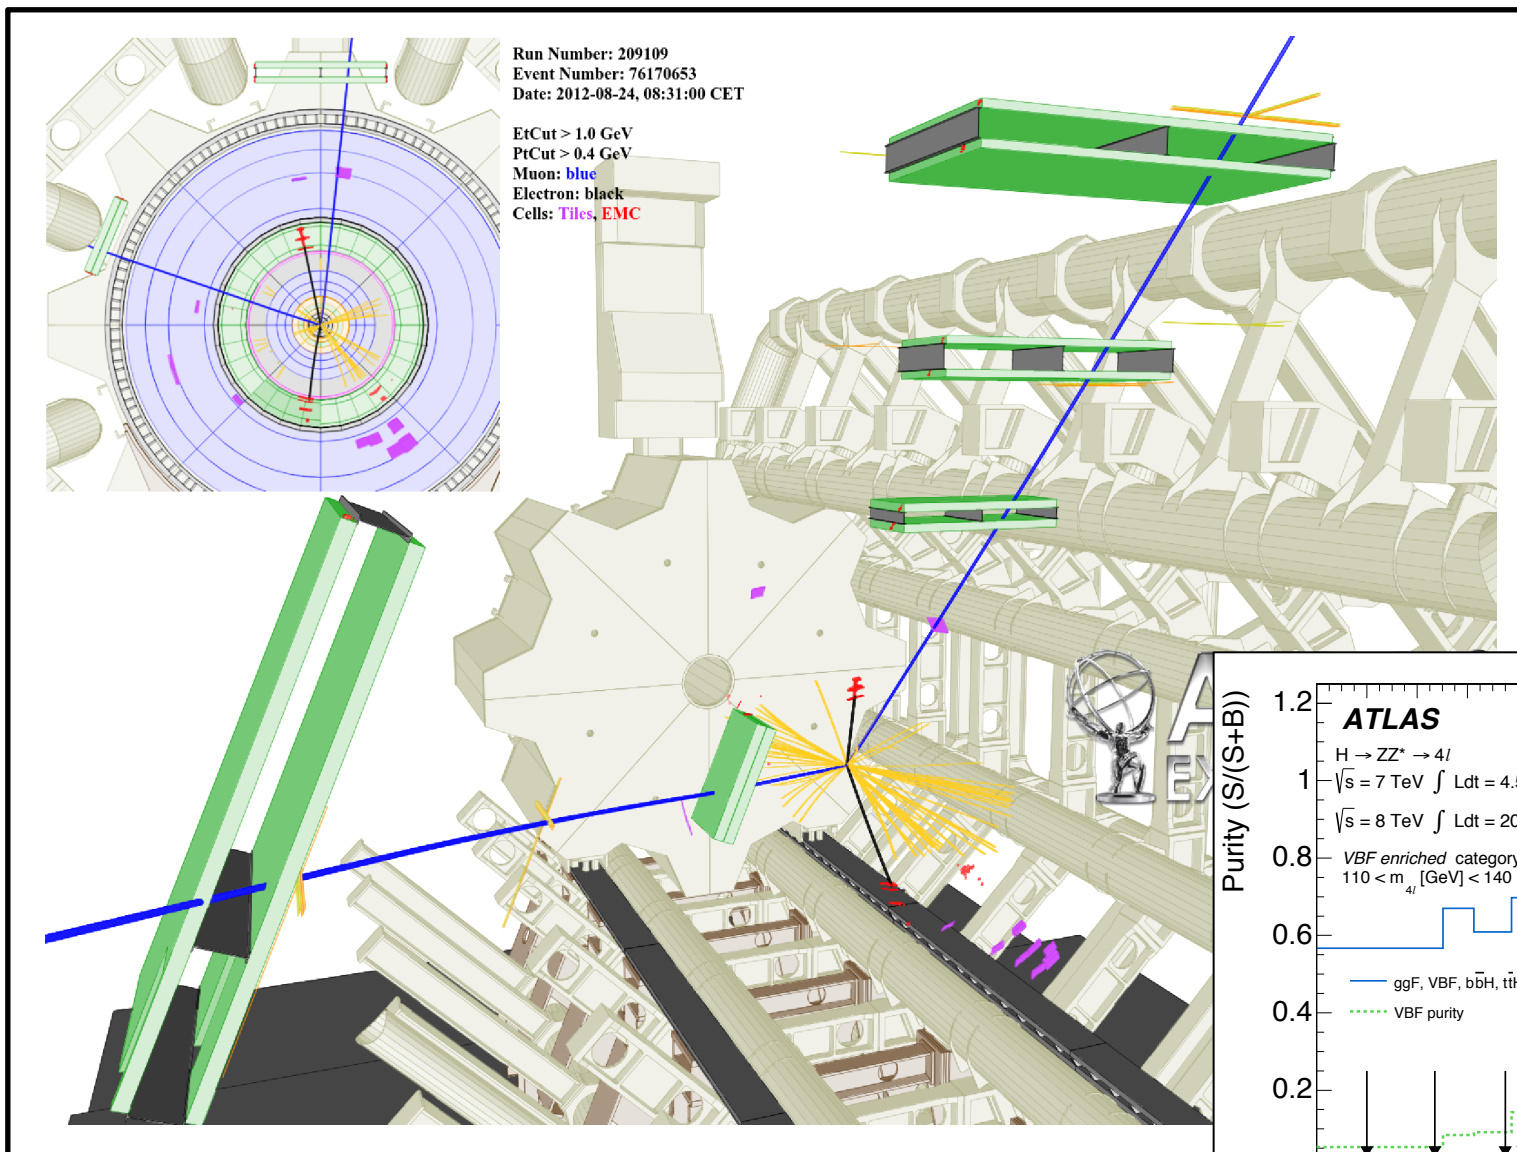 Run Number: 209109
Event Number: 76170653
Date: 2012-08-24, 08:31:00 CET
EtCut > 1.0 GeV
PtCut > 0.4 GeV
Muon: blue
Electron: black
Cells: Tiles, EMC
A
EX
Purity (S/(S+B))
1.2
1
0.8
0.6
0.4
0.2
ATLAS
H → ZZ* → 4l
√s = 7 TeV ∫ Ldt = 4.5
√s = 8 TeV ∫ Ldt = 20
VBF enriched category
110 < m4l [GeV] < 140
ggF, VBF, bb̄H, tt̄H
VBF purity